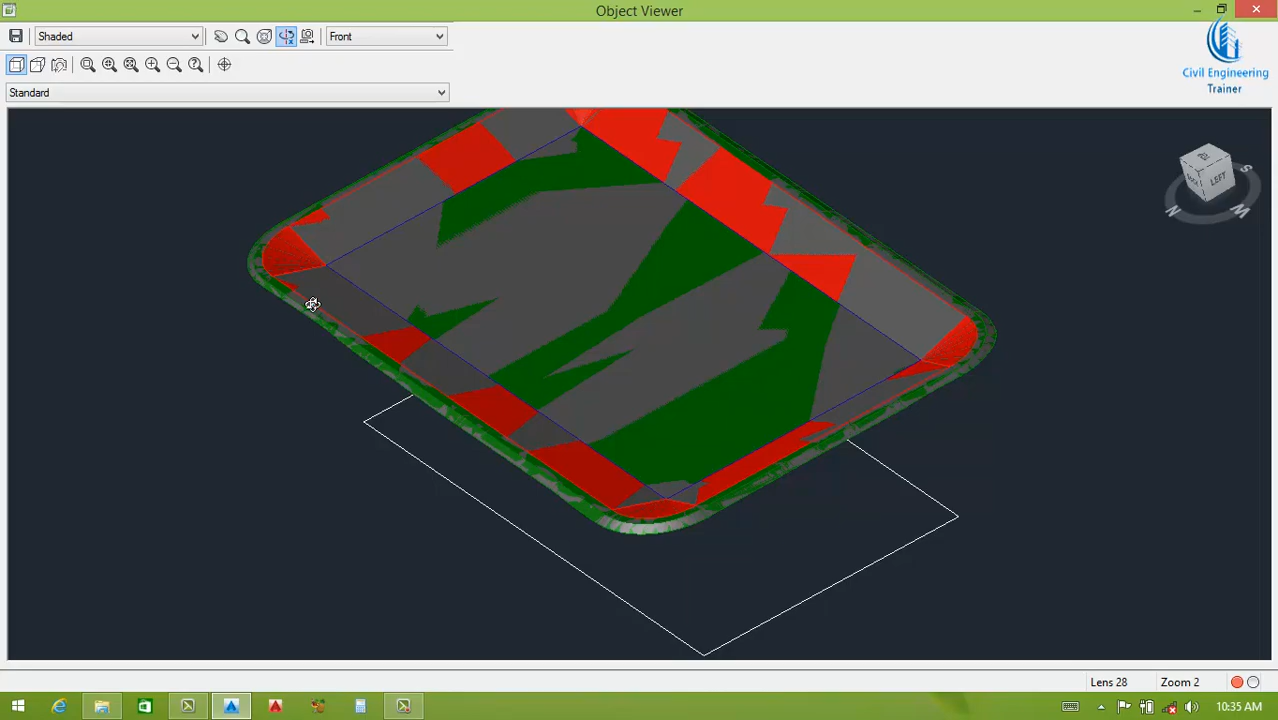 Object Viewer
Shaded
Front
Standard
Civil Engineering
Trainer
LEFT
S
N
Lens 28
Zoom 2
10:35 AM